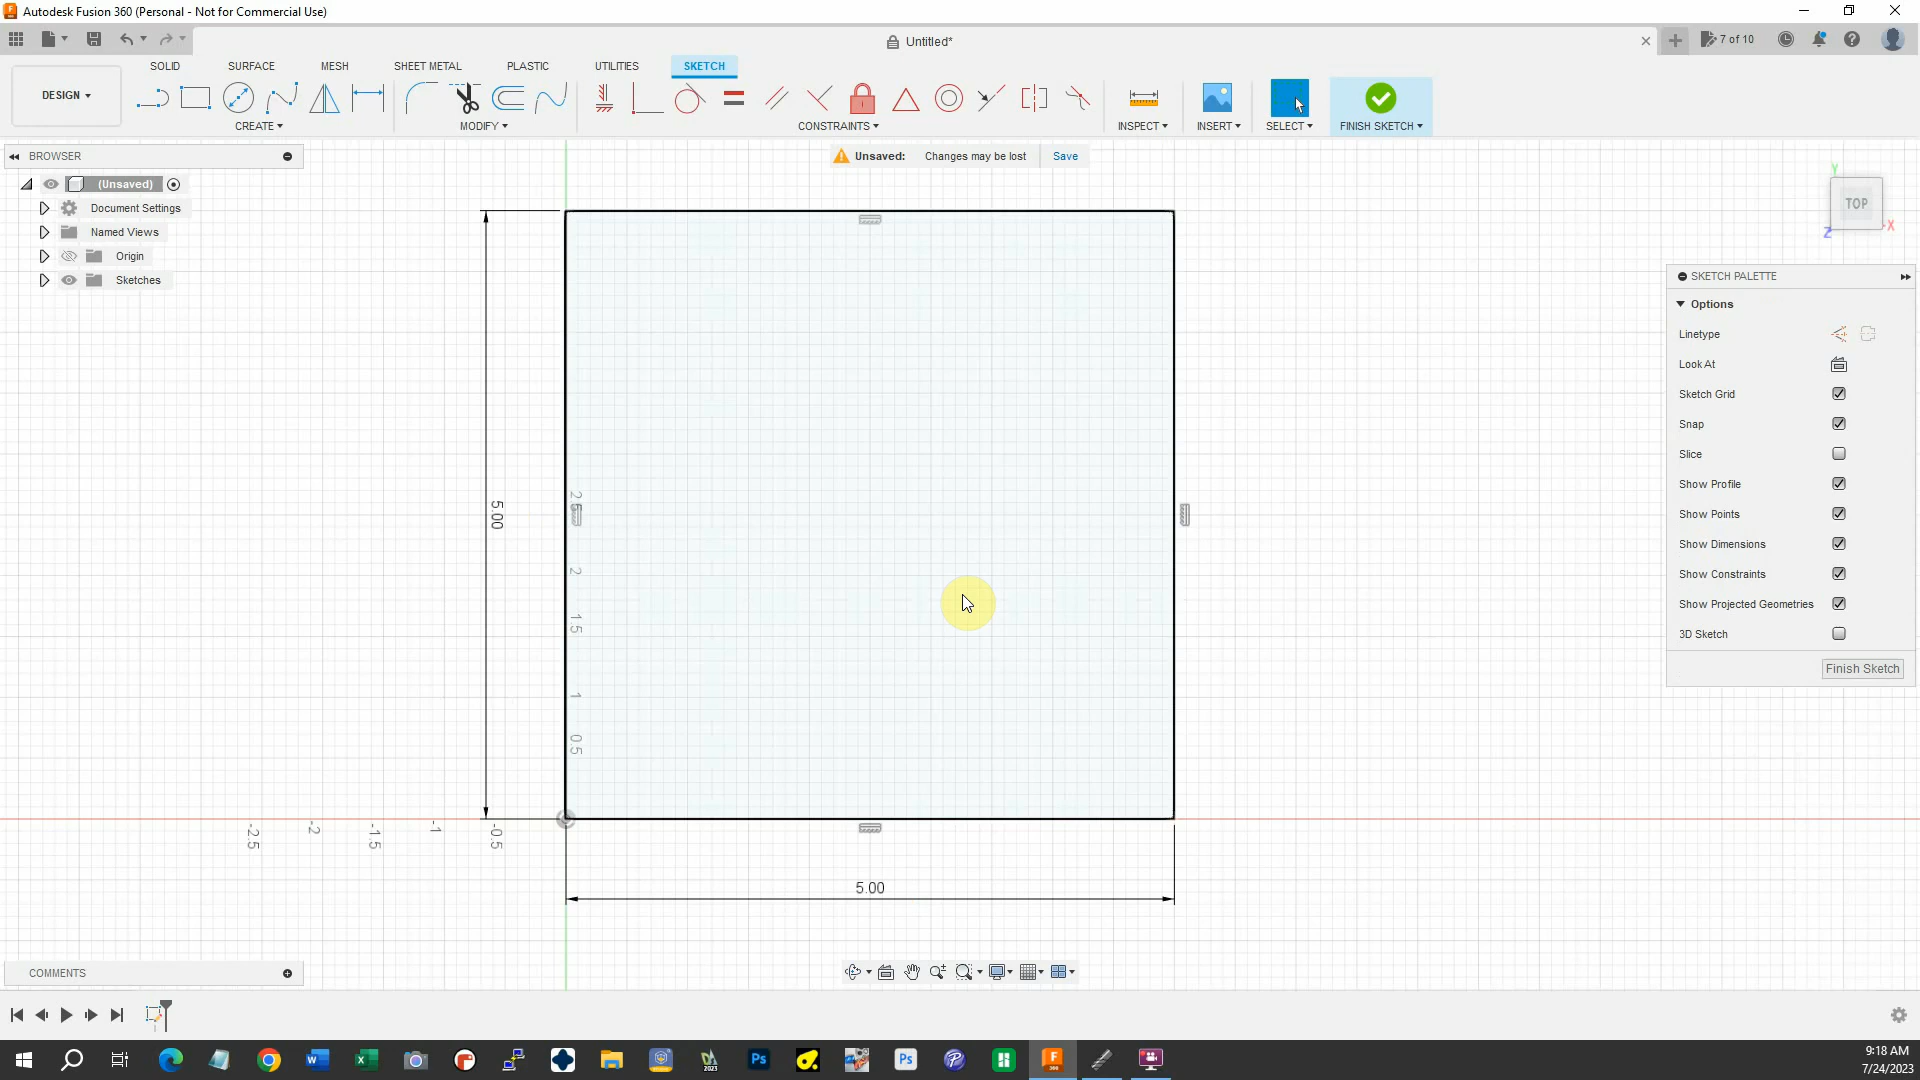 Autodesk Fusion 360 (Personal - Not for Commercial Use)
Untitled*
7 of 10
DESIGN
SOLID SURFACE MESH SHEET METAL PLASTIC UTILITIES SKETCH
CREATE MODIFY CONSTRAINTS INSPECT INSERT SELECT FINISH SKETCH
BROWSER
Unsaved: Changes may be lost Save
(Unsaved)
Document Settings
Named Views
Origin
Sketches
Y
TOP
X
Z
SKETCH PALETTE
Options
Linetype
Look At
Sketch Grid
Snap
Slice
Show Profile
Show Points
Show Dimensions
Show Constraints
Show Projected Geometries
3D Sketch
Finish Sketch
5.00
2.5
2
1.5
1
0.5
-2.5 -2 -1.5 -1 -0.5
5.00
COMMENTS
9:18 AM
7/24/2023